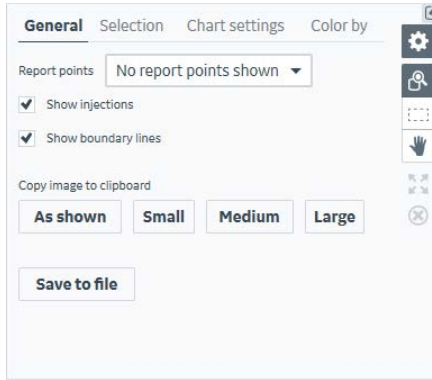 General Selection Chart settings Color by
Report points No report points shown
Show injections
Show boundary lines
Copy image to clipboard
As shown Small Medium Large
Save to file